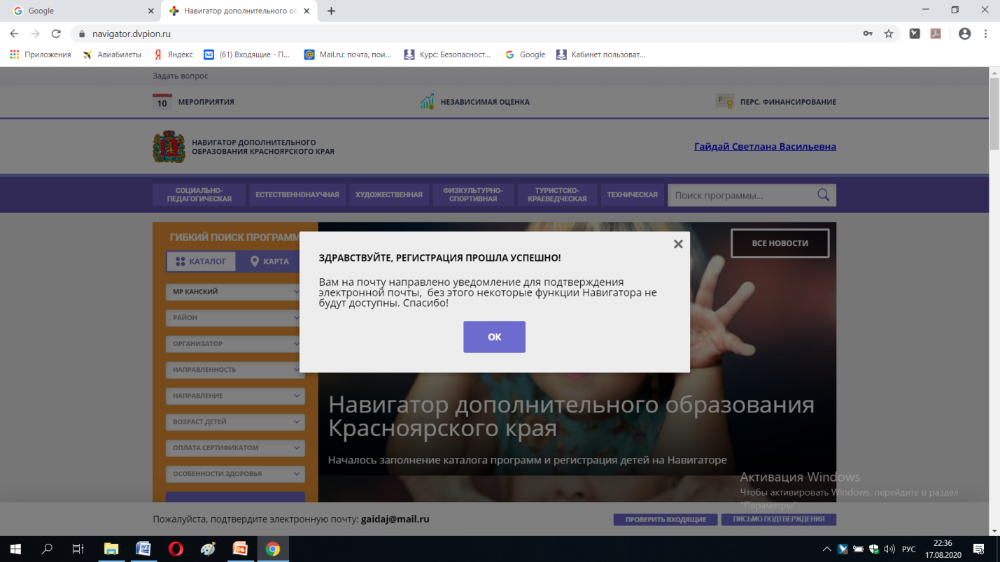 Google
Навигатор дополнительного об
navigator.dvpion.ru
Приложения
Авиабилеты
Яндекс
(61) Входящие - П...
Mail.ru: почта, пои...
Курс: Безопасност...
Google
Кабинет пользоват...
Задать вопрос
10 МЕРОПРИЯТИЯ
НЕЗАВИСИМАЯ ОЦЕНКА
ПЕРС. ФИНАНСИРОВАНИЕ
НАВИГАТОР ДОПОЛНИТЕЛЬНОГО
ОБРАЗОВАНИЯ КРАСНОЯРСКОГО КРАЯ
Гайдай Светлана Васильевна
СОЦИАЛЬНО-
ПЕДАГОГИЧЕСКАЯ
ЕСТЕСТВЕННОНАУЧНАЯ
ХУДОЖЕСТВЕННАЯ
ФИЗКУЛЬТУРНО-
СПОРТИВНАЯ
ТУРИСТСКО-
КРАЕВЕДЧЕСКАЯ
ТЕХНИЧЕСКАЯ
Поиск программы...
ГИБКИЙ ПОИСК ПРОГРАММ
КАТАЛОГ
КАРТА
МР КАНСКИЙ
РАЙОН
ОРГАНИЗАТОР
НАПРАВЛЕННОСТЬ
НАПРАВЛЕНИЕ
ВОЗРАСТ ДЕТЕЙ
ОПЛАТА СЕРТИФИКАТОМ
ОСОБЕННОСТИ ЗДОРОВЬЯ
ВСЕ НОВОСТИ
ЗДРАВСТВУЙТЕ, РЕГИСТРАЦИЯ ПРОШЛА УСПЕШНО!
Вам на почту направлено уведомление для подтверждения
электронной почты, без этого некоторые функции Навигатора не
будут доступны. Спасибо!
ОК
Навигатор дополнительного образования
Красноярского края
Началось заполнение каталога программ и регистрация детей на Навигаторе
Активация Windows
Чтобы активировать Windows, перейдите в раздел
"Параметры".
Пожалуйста, подтвердите электронную почту: gaidaj@mail.ru
ПРОВЕРИТЬ ВХОДЯЩИЕ
ПИСЬМО ПОДТВЕРЖДЕНИЯ
РУС
22:36
17.08.2020